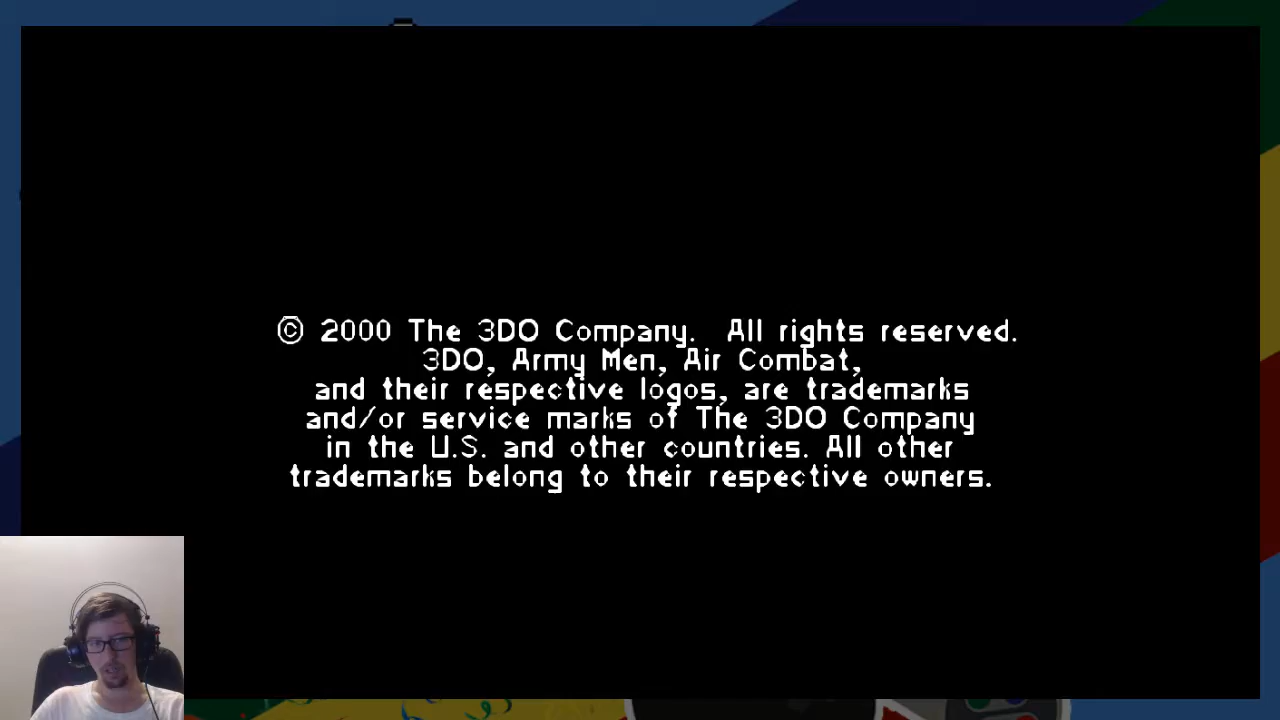 © 2000 The 3DO Company. All rights reserved.
3DO, Army Men, Air Combat,
and their respective logos, are trademarks
and/or service marks of The 3DO Company
in the U.S. and other countries. All other
trademarks belong to their respective owners.